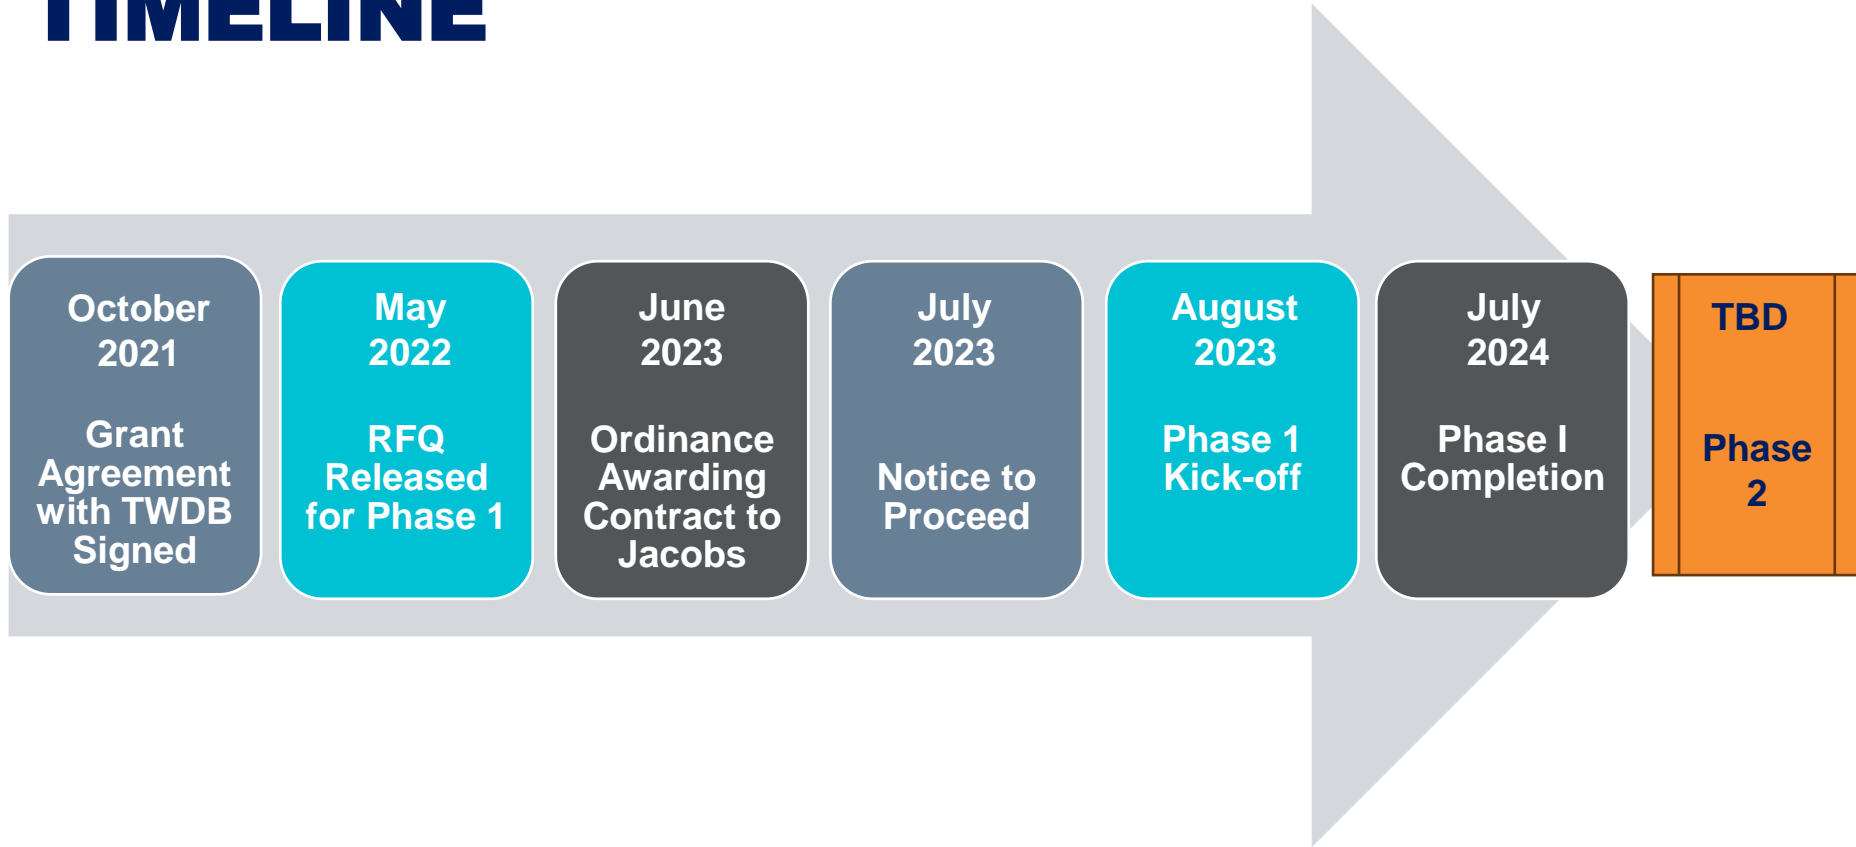 TIMELINE
October
2021
Grant
Agreement
with TWDB
Signed
May
2022
RFQ
Released
for Phase 1
June
2023
Ordinance
Awarding
Contract to
Jacobs
July
2023
Notice to
Proceed
August
2023
Phase 1
Kick-off
July
2024
Phase I
Completion
TBD
Phase
2